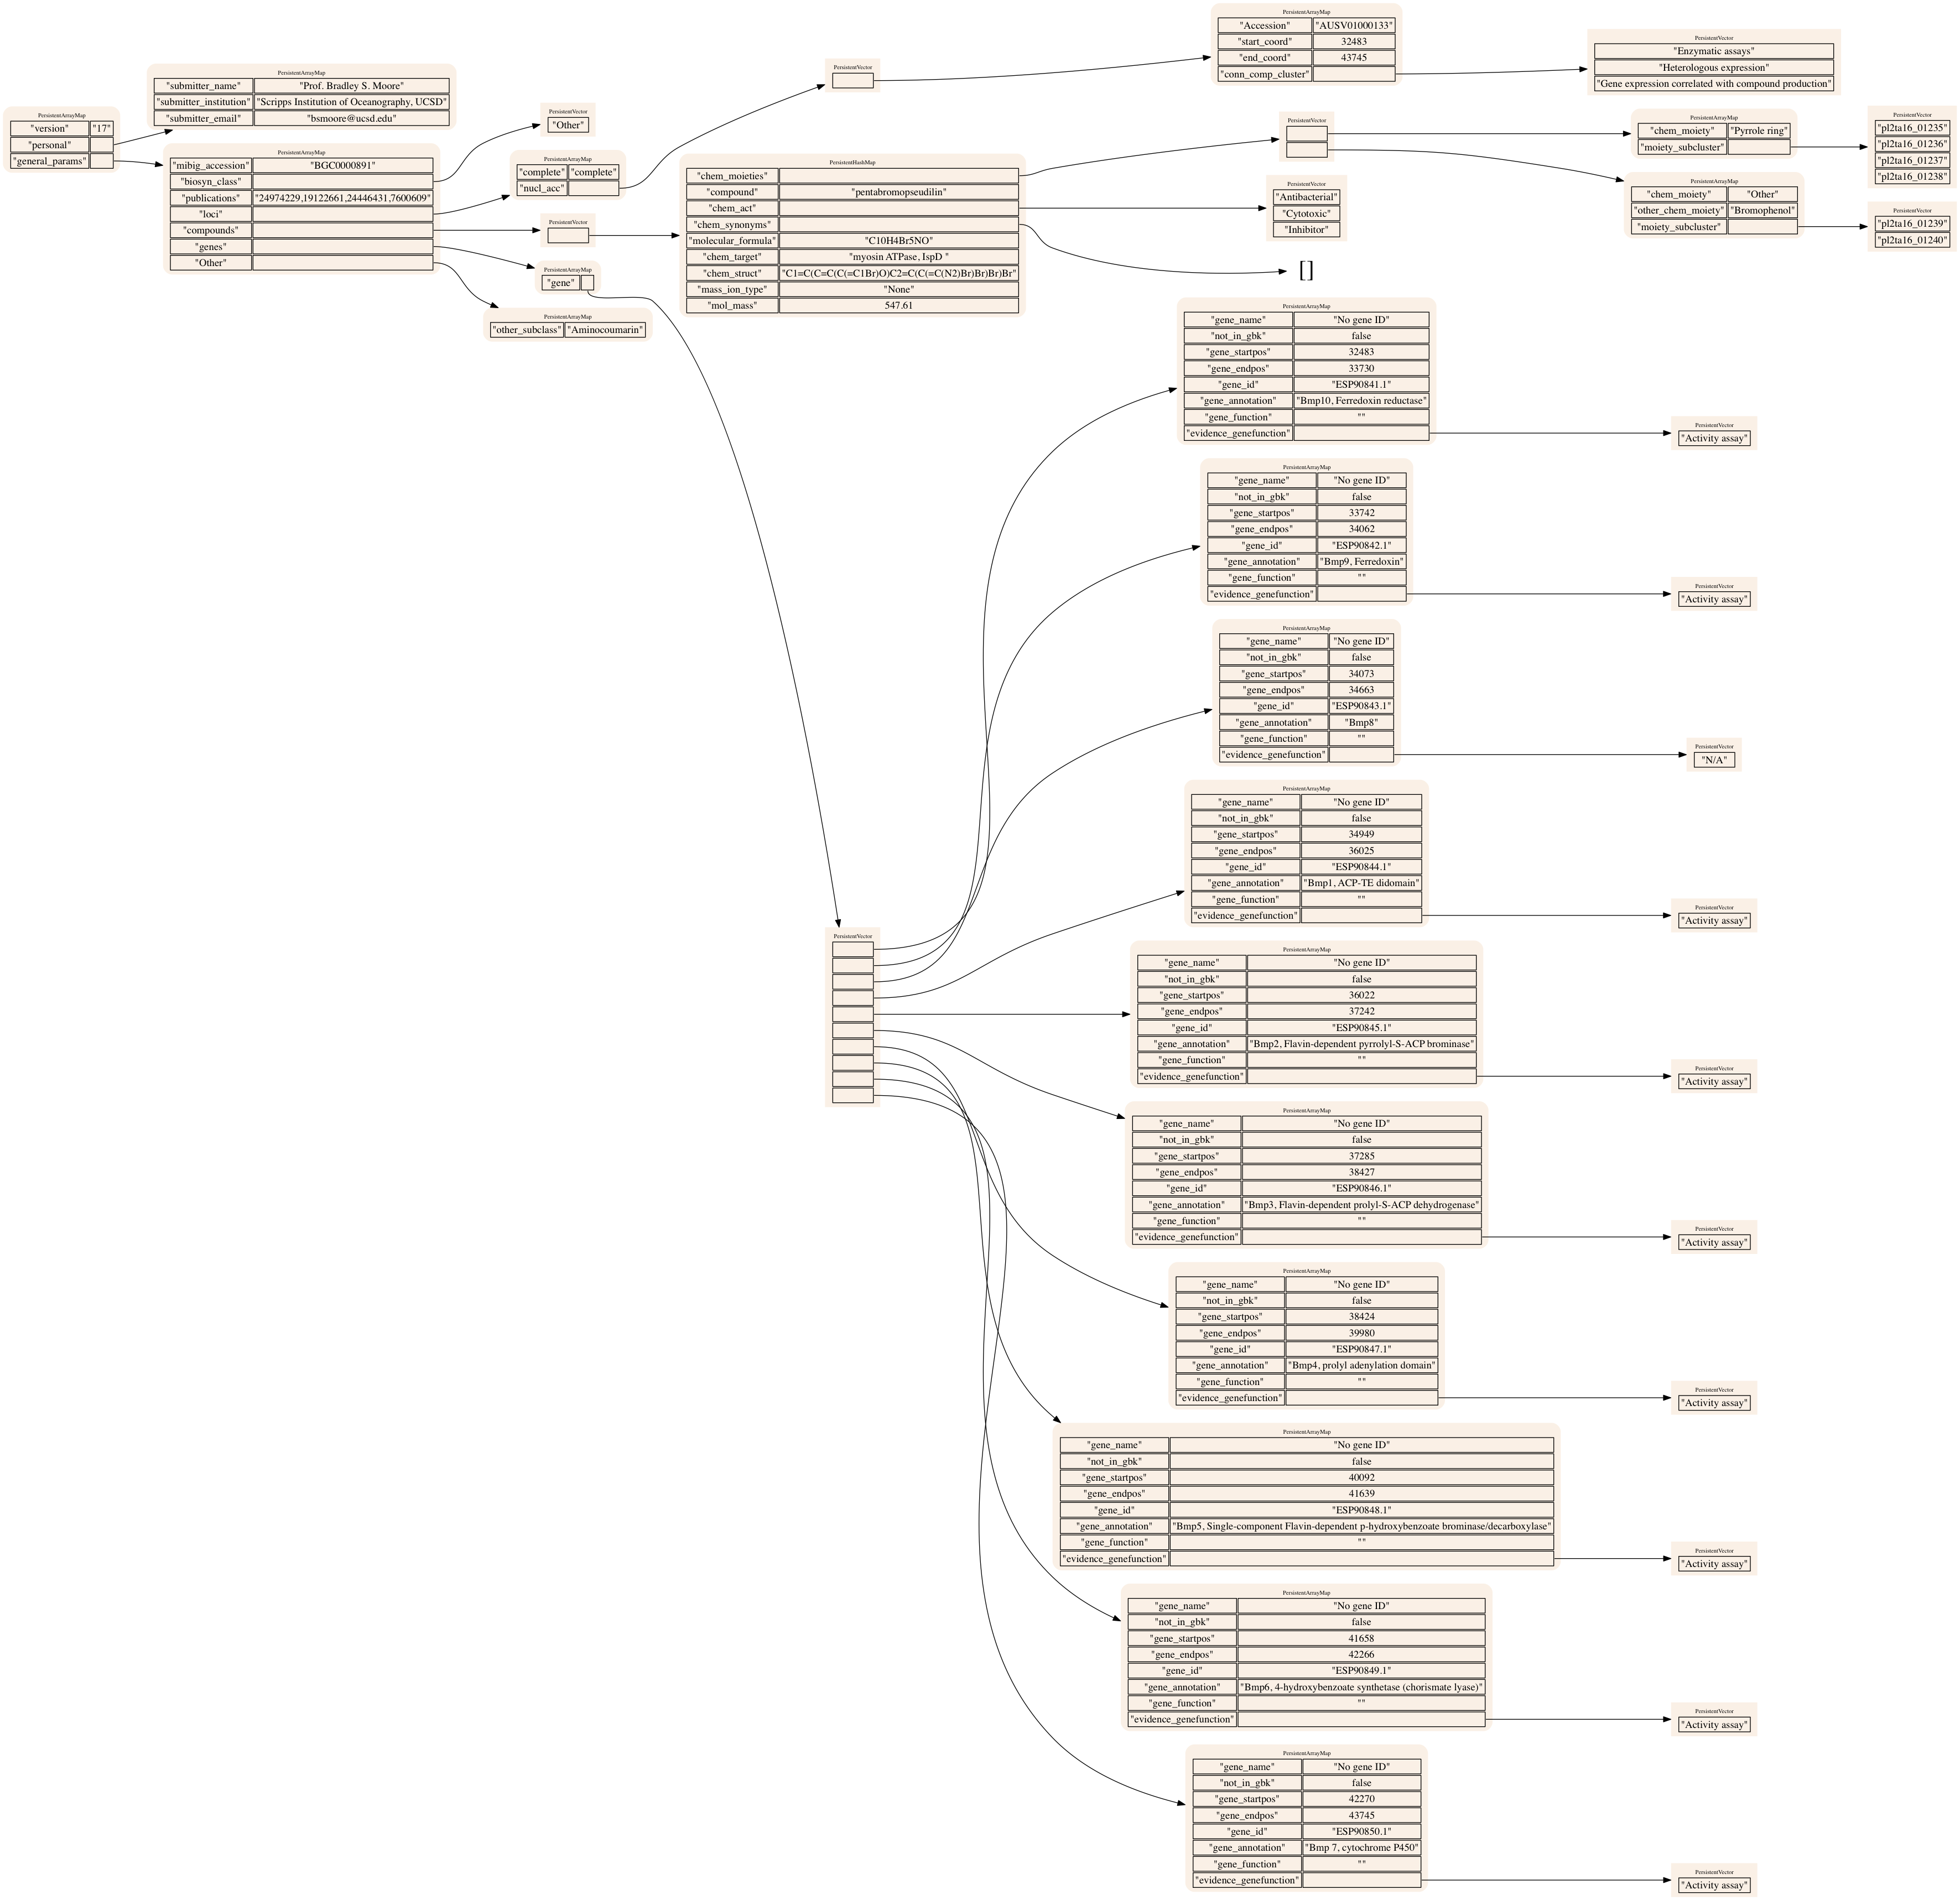 PersistentArrayMap
"version" "17"
"personal"
"general_params"
PersistentArrayMap
"submitter_name" "Prof. Bradley S. Moore"
"submitter_institution" "Scripps Institution of Oceanography, UCSD"
"submitter_email" "bsmoore@ucsd.edu"
PersistentArrayMap
"mibig_accession" "BGC0000891"
"biosyn_class"
"publications" "24974229,19122661,24446431,7600609"
"loci"
"compounds"
"genes"
"Other"
PersistentVector
"Other"
PersistentArrayMap
"complete" "complete"
"nucl_acc"
PersistentVector
PersistentArrayMap
"gene"
PersistentArrayMap
"other_subclass" "Aminocoumarin"
PersistentVector
PersistentHashMap
"chem_moieties"
"compound" "pentabromopseudilin"
"chem_act"
"chem_synonyms"
"molecular_formula" "C10H4Br5NO"
"chem_target" "myosin ATPase, IspD "
"chem_struct" "C1=C(C=C(C(=C1Br)O)C2=C(C(=C(N2)Br)Br)Br)Br"
"mass_ion_type" "None"
"mol_mass" 547.61
PersistentArrayMap
"Accession" "AUSV01000133"
"start_coord" 32483
"end_coord" 43745
"conn_comp_cluster"
PersistentVector
"Enzymatic assays"
"Heterologous expression"
"Gene expression correlated with compound production"
PersistentVector
PersistentArrayMap
"chem_moiety" "Pyrrole ring"
"moiety_subcluster"
PersistentVector
"pl2ta16_01235"
"pl2ta16_01236"
"pl2ta16_01237"
"pl2ta16_01238"
PersistentArrayMap
"chem_moiety" "Other"
"other_chem_moiety" "Bromophenol"
"moiety_subcluster"
PersistentVector
"pl2ta16_01239"
"pl2ta16_01240"
PersistentVector
"Antibacterial"
"Cytotoxic"
"Inhibitor"
[]
PersistentVector
PersistentArrayMap
"gene_name" "No gene ID"
"not_in_gbk" false
"gene_startpos" 32483
"gene_endpos" 33730
"gene_id" "ESP90841.1"
"gene_annotation" "Bmp10, Ferredoxin reductase"
"gene_function" ""
"evidence_genefunction"
PersistentVector
"Activity assay"
PersistentArrayMap
"gene_name" "No gene ID"
"not_in_gbk" false
"gene_startpos" 33742
"gene_endpos" 34062
"gene_id" "ESP90842.1"
"gene_annotation" "Bmp9, Ferredoxin"
"gene_function" ""
"evidence_genefunction"
PersistentVector
"Activity assay"
PersistentArrayMap
"gene_name" "No gene ID"
"not_in_gbk" false
"gene_startpos" 34073
"gene_endpos" 34663
"gene_id" "ESP90843.1"
"gene_annotation" "Bmp8"
"gene_function" ""
"evidence_genefunction"
PersistentVector
"N/A"
PersistentArrayMap
"gene_name" "No gene ID"
"not_in_gbk" false
"gene_startpos" 34949
"gene_endpos" 36025
"gene_id" "ESP90844.1"
"gene_annotation" "Bmp1, ACP-TE didomain"
"gene_function" ""
"evidence_genefunction"
PersistentVector
"Activity assay"
PersistentArrayMap
"gene_name" "No gene ID"
"not_in_gbk" false
"gene_startpos" 36022
"gene_endpos" 37242
"gene_id" "ESP90845.1"
"gene_annotation" "Bmp2, Flavin-dependent pyrrolyl-S-ACP brominase"
"gene_function" ""
"evidence_genefunction"
PersistentVector
"Activity assay"
PersistentArrayMap
"gene_name" "No gene ID"
"not_in_gbk" false
"gene_startpos" 37285
"gene_endpos" 38427
"gene_id" "ESP90846.1"
"gene_annotation" "Bmp3, Flavin-dependent prolyl-S-ACP dehydrogenase"
"gene_function" ""
"evidence_genefunction"
PersistentVector
"Activity assay"
PersistentArrayMap
"gene_name" "No gene ID"
"not_in_gbk" false
"gene_startpos" 38424
"gene_endpos" 39980
"gene_id" "ESP90847.1"
"gene_annotation" "Bmp4, prolyl adenylation domain"
"gene_function" ""
"evidence_genefunction"
PersistentVector
"Activity assay"
PersistentArrayMap
"gene_name" "No gene ID"
"not_in_gbk" false
"gene_startpos" 40092
"gene_endpos" 41639
"gene_id" "ESP90848.1"
"gene_annotation" "Bmp5, Single-component Flavin-dependent p-hydroxybenzoate brominase/decarboxylase"
"gene_function" ""
"evidence_genefunction"
PersistentVector
"Activity assay"
PersistentArrayMap
"gene_name" "No gene ID"
"not_in_gbk" false
"gene_startpos" 41658
"gene_endpos" 42266
"gene_id" "ESP90849.1"
"gene_annotation" "Bmp6, 4-hydroxybenzoate synthetase (chorismate lyase)"
"gene_function" ""
"evidence_genefunction"
PersistentVector
"Activity assay"
PersistentArrayMap
"gene_name" "No gene ID"
"not_in_gbk" false
"gene_startpos" 42270
"gene_endpos" 43745
"gene_id" "ESP90850.1"
"gene_annotation" "Bmp 7, cytochrome P450"
"gene_function" ""
"evidence_genefunction"
PersistentVector
"Activity assay"